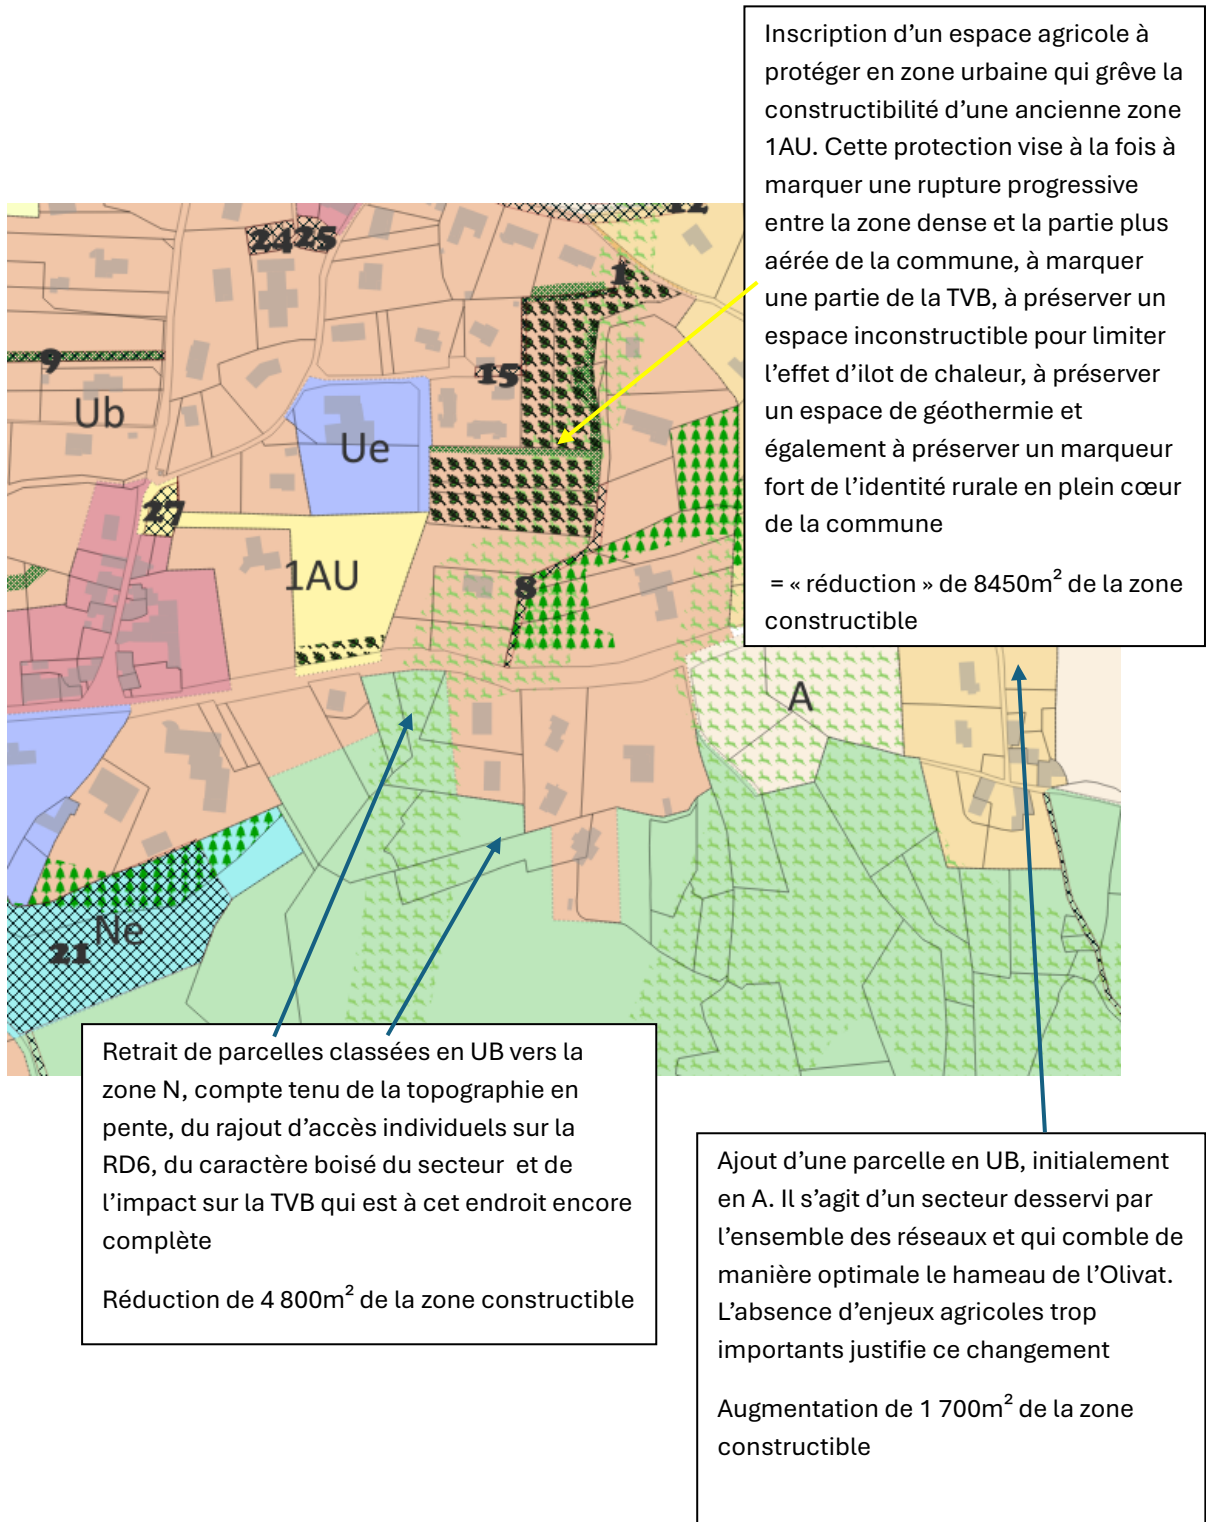 Inscription d’un espace agricole à
protéger en zone urbaine qui grêve la
constructibilité d’une ancienne zone
1AU. Cette protection vise à la fois à
marquer une rupture progressive
entre la zone dense et la partie plus
aérée de la commune, à marquer
une partie de la TVB, à préserver un
espace inconstructible pour limiter
l’effet d’ilot de chaleur, à préserver
un espace de géothermie et
également à préserver un marqueur
fort de l’identité rurale en plein cœur
de la commune
= « réduction » de 8450m² de la zone
constructible
12
24 25
1
9
15
Ub
Ue
27
1AU
8
A
Ne
21
Retrait de parcelles classées en UB vers la
zone N, compte tenu de la topographie en
pente, du rajout d’accès individuels sur la
RD6, du caractère boisé du secteur et de
l’impact sur la TVB qui est à cet endroit encore
complète
Réduction de 4 800m² de la zone constructible
Ajout d’une parcelle en UB, initialement
en A. Il s’agit d’un secteur desservi par
l’ensemble des réseaux et qui comble de
manière optimale le hameau de l’Olivat.
L’absence d’enjeux agricoles trop
importants justifie ce changement
Augmentation de 1 700m² de la zone
constructible